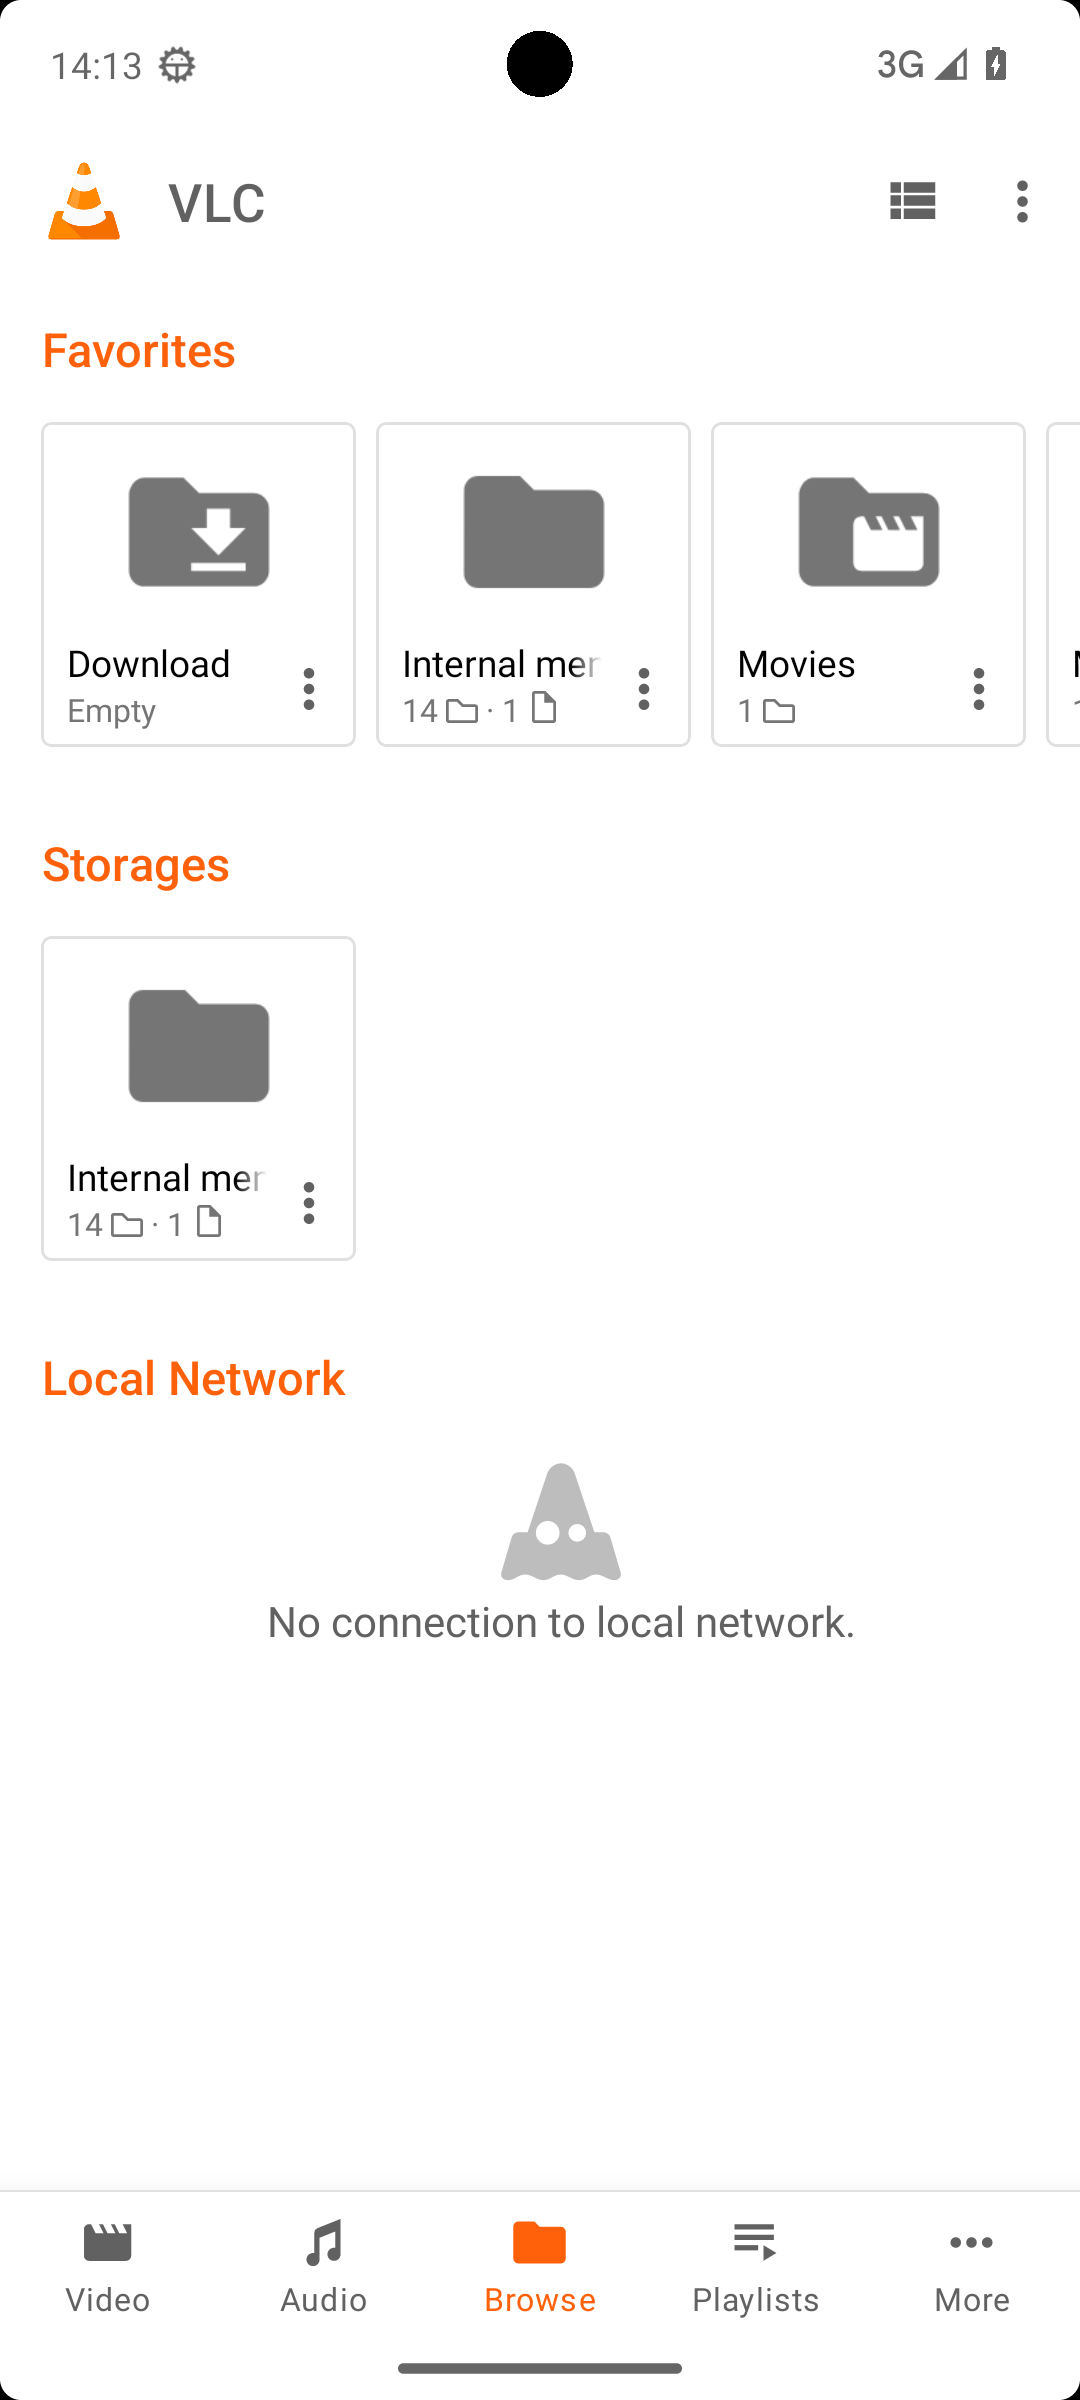 14:13
3G
VLC
Favorites
Download
Empty
Internal mer
14 · 1
Movies
1
Storages
Internal mer
14 · 1
Local Network
No connection to local network.
Video
Audio
Browse
Playlists
More